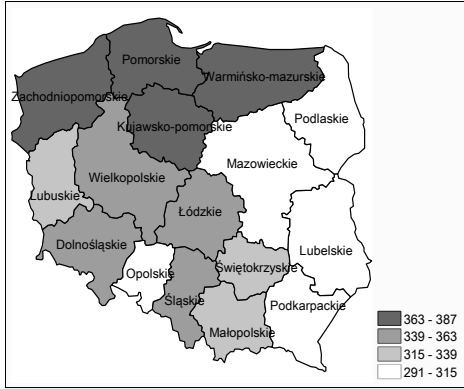 Pomorskie
Warmińsko-mazurskie
Zachodniopomorskie
Kujawsko-pomorskie
Podlaskie
Mazowieckie
Wielkopolskie
Lubuskie
Łódzkie
Dolnośląskie
Lubelskie
Opolskie
Świętokrzyskie
Śląskie
Podkarpackie
Małopolskie
363 - 387
339 - 363
315 - 339
291 - 315